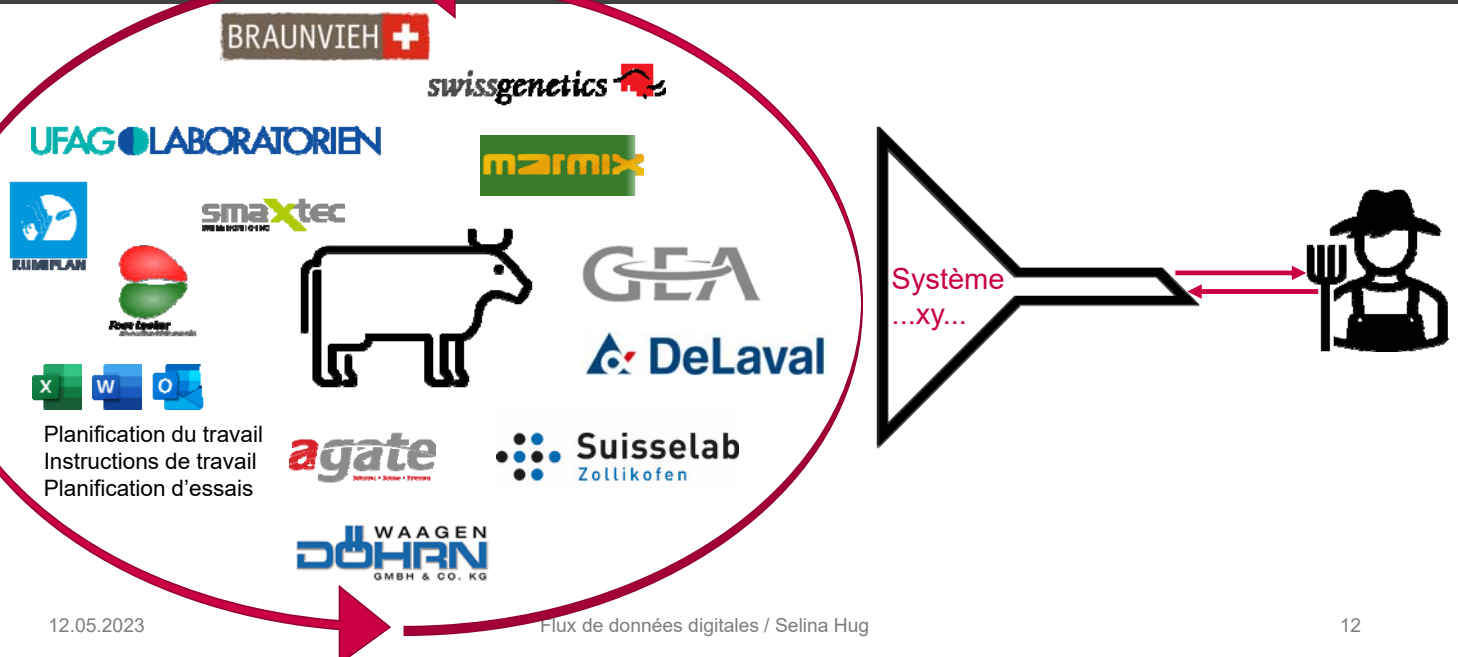 BRAUNVIEH
swissgenetics
UFAG LABORATORIEN
marmix
smaxtec
RUMIPLAN
GEA
Système
...xy...
DeLaval
X W O
Planification du travail
Instructions de travail
Planification d'essais
agate
Suisselab
Zollikofen
WAAGEN
DÖHRN
GMBH & CO. KG
12.05.2023
Flux de données digitales / Selina Hug
12